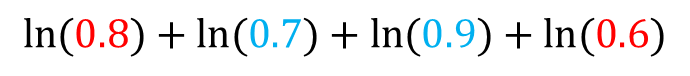 ln(0.8) + ln(0.7) + ln(0.9) + ln(0.6)